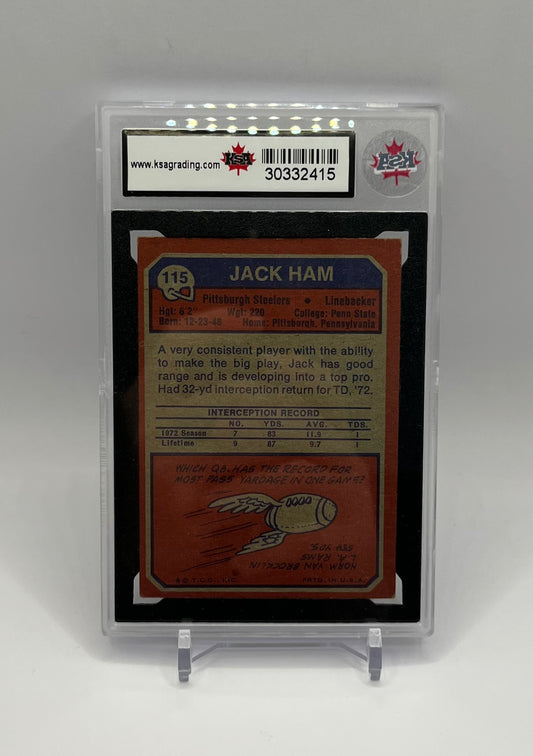 www.ksagrading.com
KSA
30332415
KSA
115
JACK HAM
Pittsburgh Steelers • Linebacker
Hgt: 6'2" Wgt: 220 College: Penn State
Born: 12-23-48 Home: Pittsburgh, Pennsylvania
A very consistent player with the ability
to make the big play, Jack has good
range and is developing into a top pro.
Had 32-yd interception return for TD, '72.
INTERCEPTION RECORD
NO. YDS. AVG. TDS.
1972 Season 7 83 11.9 1
Lifetime 9 87 9.7 1
WHICH QB. HAS THE RECORD FOR
MOST PASS YARDAGE IN ONE GAME?
NORM VAN BROCKLIN
L.A. RAMS
554 YDS.
© T.C.G., INC. PRTD. IN U.S.A.